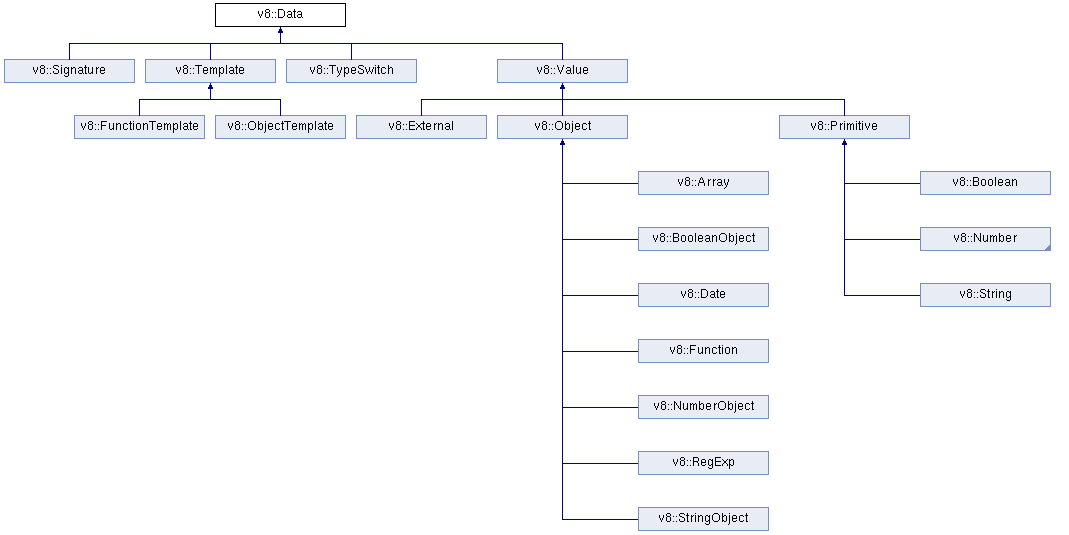 v8::Data
v8::Signature
v8::Template
v8::TypeSwitch
v8::Value
v8::FunctionTemplate
v8::ObjectTemplate
v8::External
v8::Object
v8::Primitive
v8::Array
v8::Boolean
v8::BooleanObject
v8::Number
v8::Date
v8::String
v8::Function
v8::NumberObject
v8::RegExp
v8::StringObject